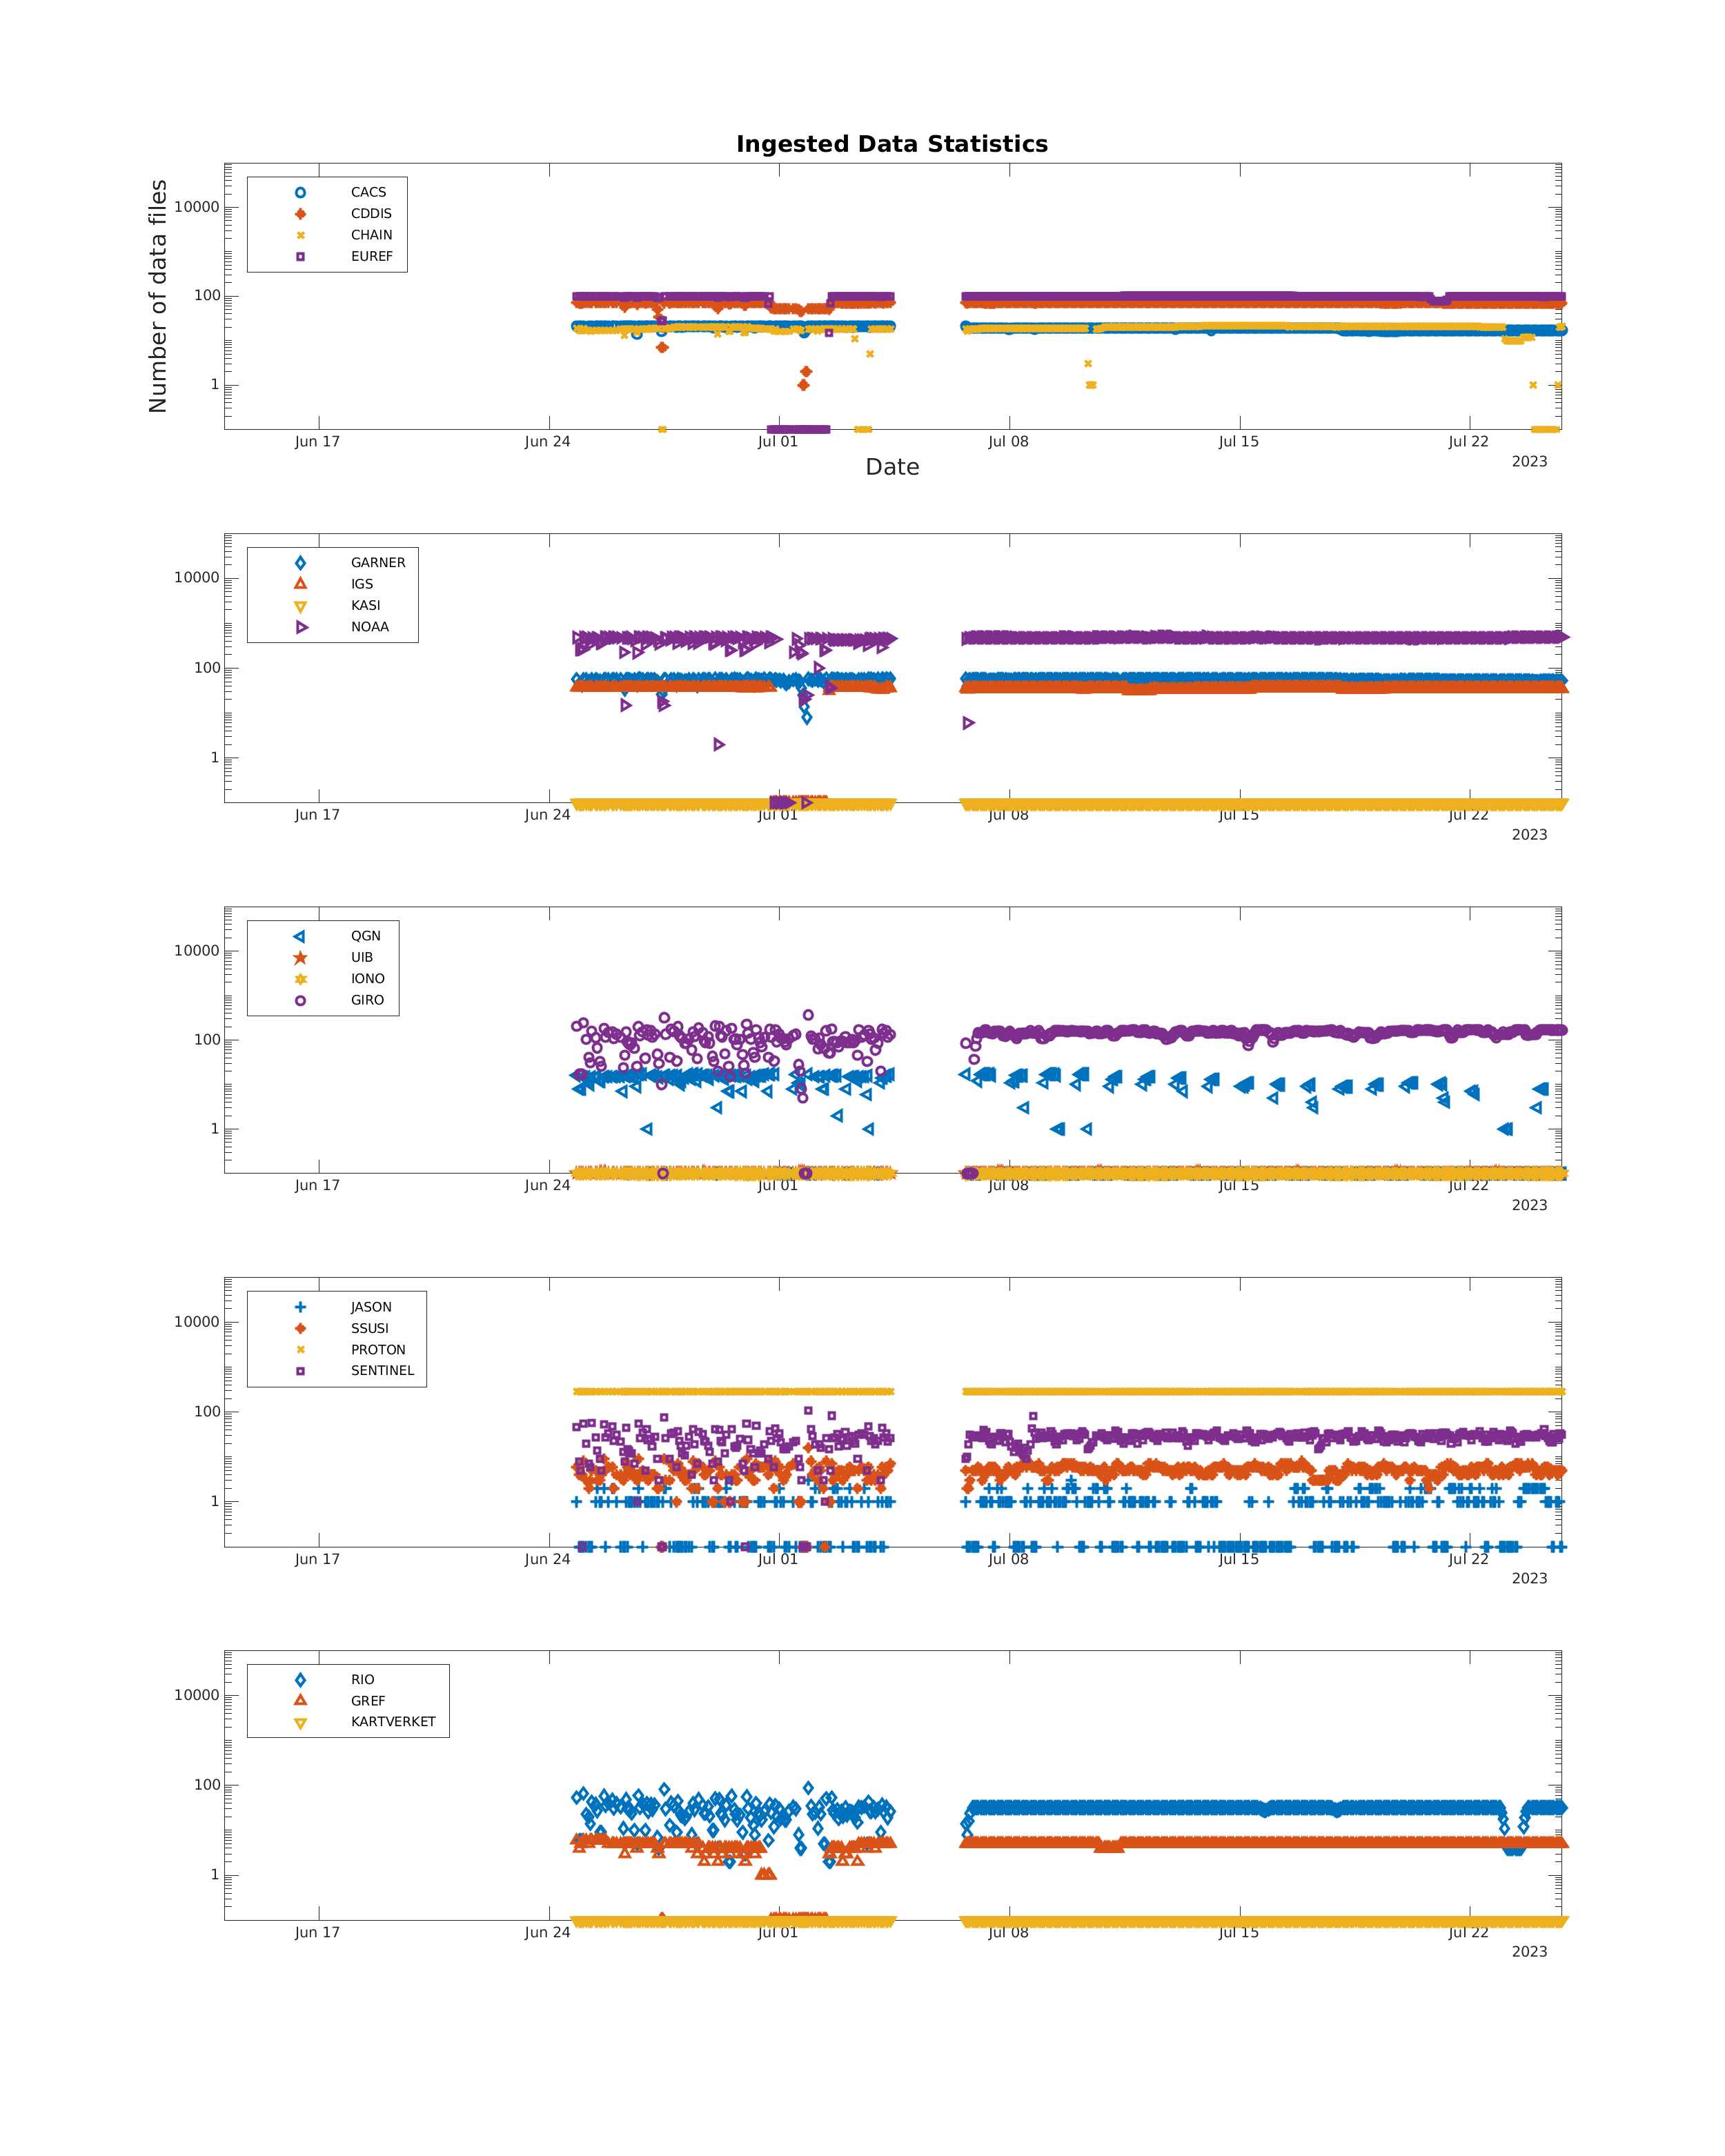 Ingested Data Statistics
Number of data files
CACS
CDDIS
CHAIN
EUREF
10000
100
1
Jun 17 Jun 24 Jul 01 Jul 08 Jul 15 Jul 22
2023
Date
GARNER
IGS
KASI
NOAA
10000
100
1
Jun 17 Jun 24 Jul 01 Jul 08 Jul 15 Jul 22
2023
QGN
UIB
IONO
GIRO
10000
100
1
Jun 17 Jun 24 Jul 01 Jul 08 Jul 15 Jul 22
2023
JASON
SSUSI
PROTON
SENTINEL
10000
100
1
Jun 17 Jun 24 Jul 01 Jul 08 Jul 15 Jul 22
2023
RIO
GREF
KARTVERKET
10000
100
1
Jun 17 Jun 24 Jul 01 Jul 08 Jul 15 Jul 22
2023